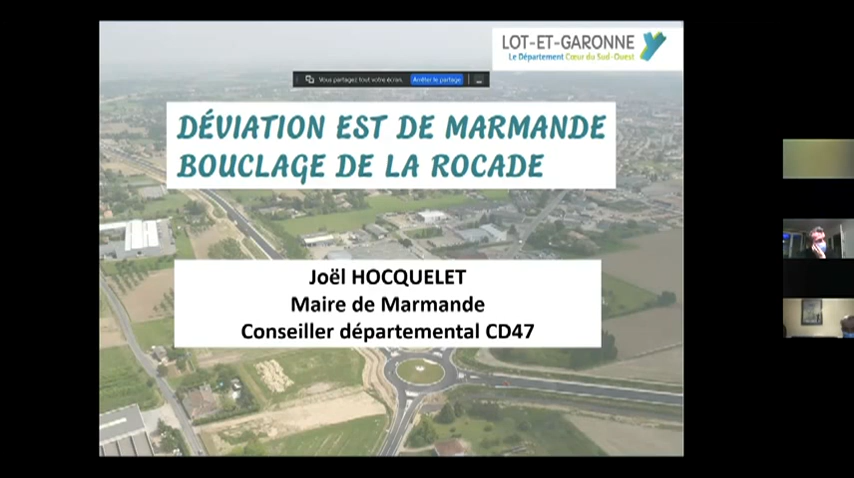 LOT-ET-GARONNE
Le Département Cœur du Sud-Ouest
Vous partagez tout votre écran. Arrêter le partage
DÉVIATION EST DE MARMANDE
BOUCLAGE DE LA ROCADE
Joël HOCQUELET
Maire de Marmande
Conseiller départemental CD47